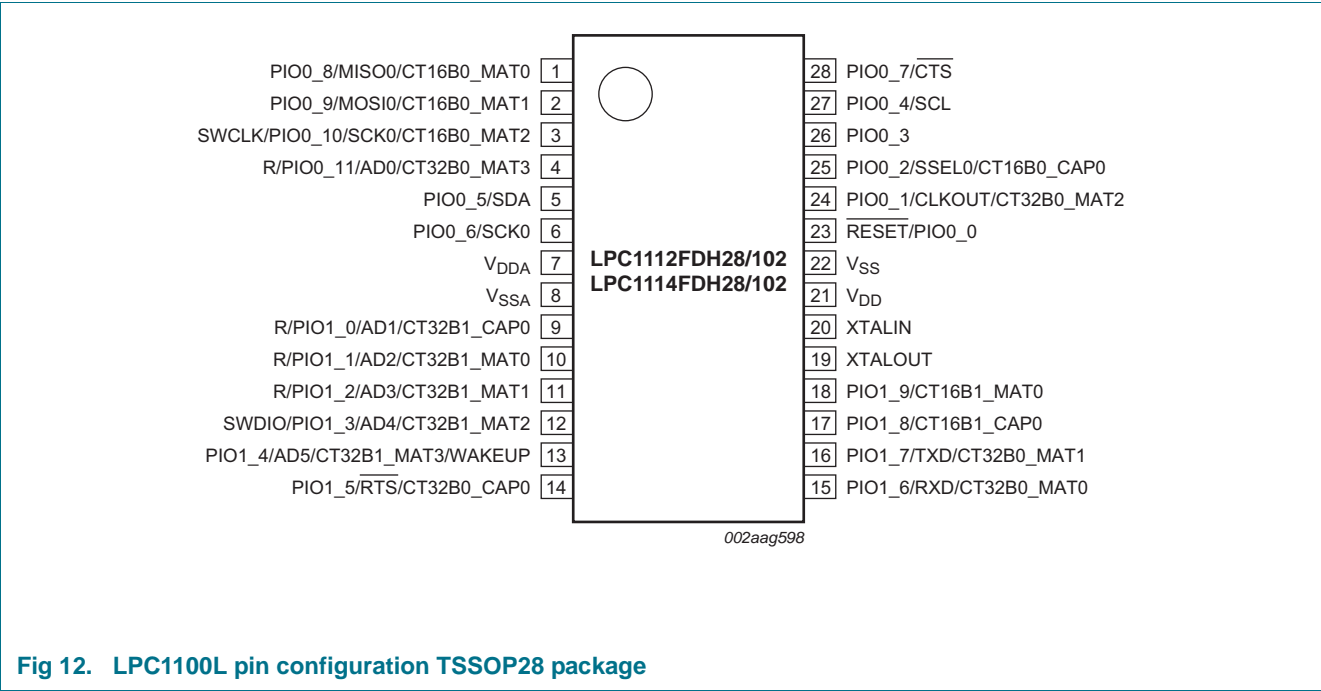 PIO0_8/MISO0/CT16B0_MAT0 1
PIO0_9/MOSI0/CT16B0_MAT1 2
SWCLK/PIO0_10/SCK0/CT16B0_MAT2 3
R/PIO0_11/AD0/CT32B0_MAT3 4
PIO0_5/SDA 5
PIO0_6/SCK0 6
VDDA 7
VSSA 8
R/PIO1_0/AD1/CT32B1_CAP0 9
R/PIO1_1/AD2/CT32B1_MAT0 10
R/PIO1_2/AD3/CT32B1_MAT1 11
SWDIO/PIO1_3/AD4/CT32B1_MAT2 12
PIO1_4/AD5/CT32B1_MAT3/WAKEUP 13
PIO1_5/RTS/CT32B0_CAP0 14
LPC1112FDH28/102
LPC1114FDH28/102
28 PIO0_7/CTS
27 PIO0_4/SCL
26 PIO0_3
25 PIO0_2/SSEL0/CT16B0_CAP0
24 PIO0_1/CLKOUT/CT32B0_MAT2
23 RESET/PIO0_0
22 VSS
21 VDD
20 XTALIN
19 XTALOUT
18 PIO1_9/CT16B1_MAT0
17 PIO1_8/CT16B1_CAP0
16 PIO1_7/TXD/CT32B0_MAT1
15 PIO1_6/RXD/CT32B0_MAT0
002aag598
Fig 12. LPC1100L pin configuration TSSOP28 package